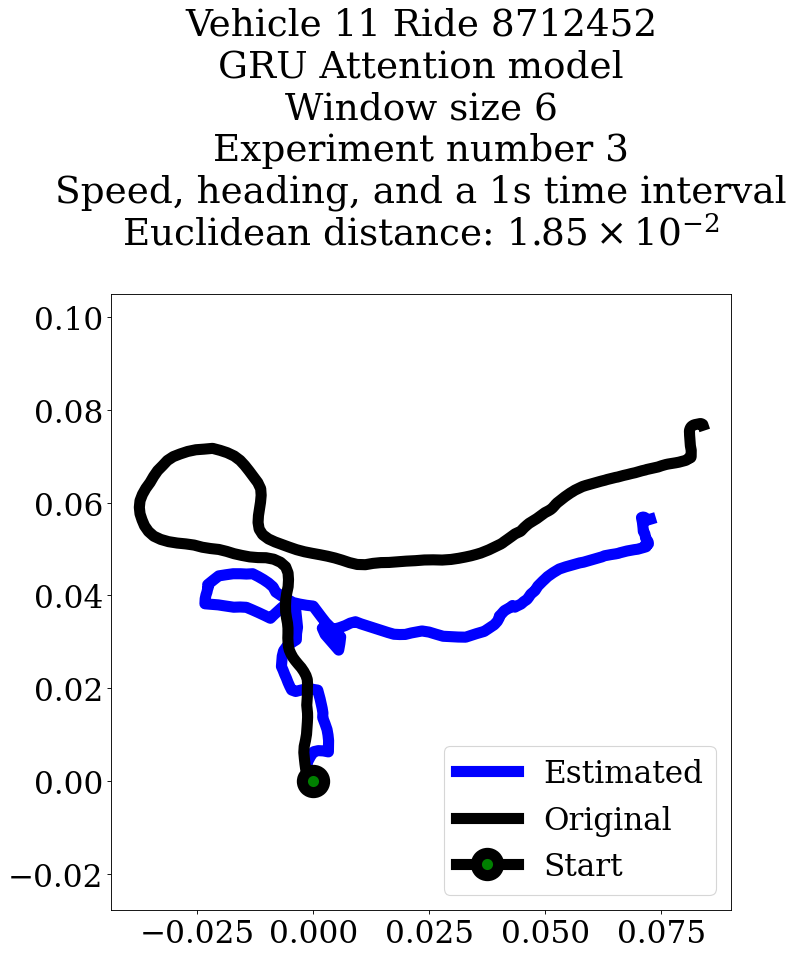 Vehicle 11 Ride 8712452
GRU Attention model
Window size 6
Experiment number 3
Speed, heading, and a 1s time interval
Euclidean distance: 1.85 × 10⁻²
0.10
0.08
0.06
0.04
0.02
0.00
−0.02
Estimated
Original
Start
−0.025 0.000 0.025 0.050 0.075